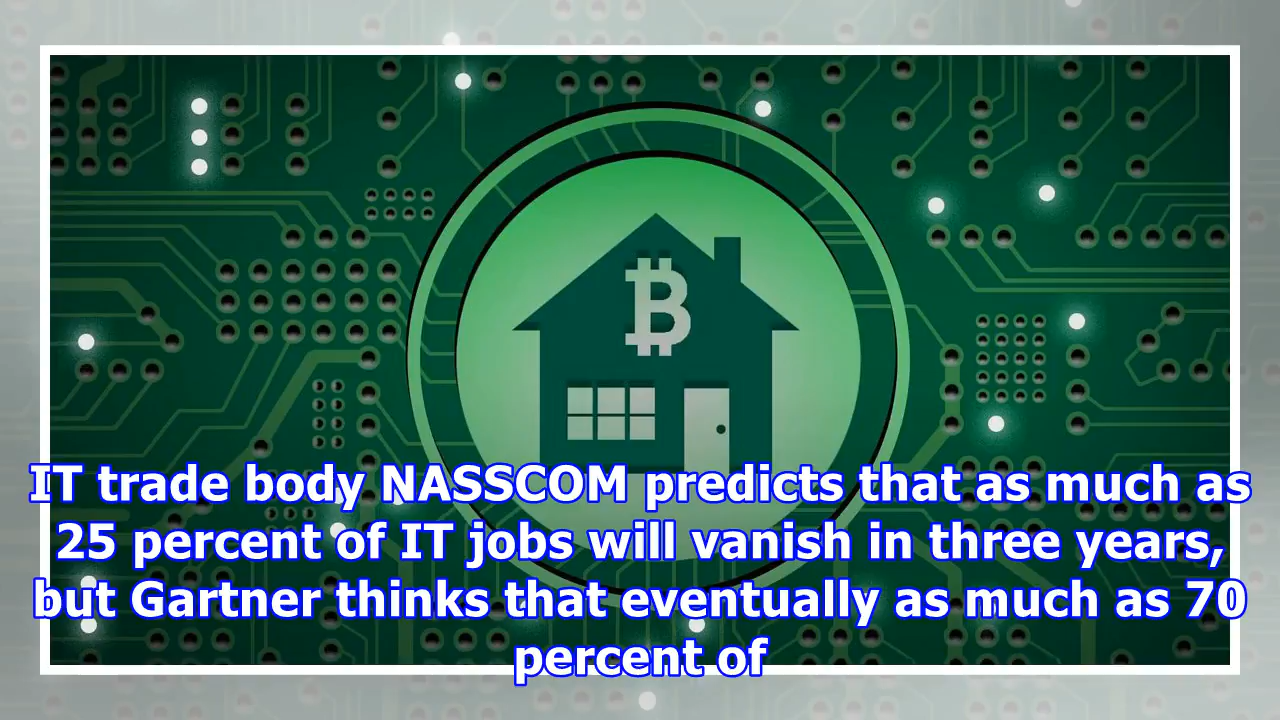 IT trade body NASSCOM predicts that as much as
25 percent of IT jobs will vanish in three years,
but Gartner thinks that eventually as much as 70
percent of